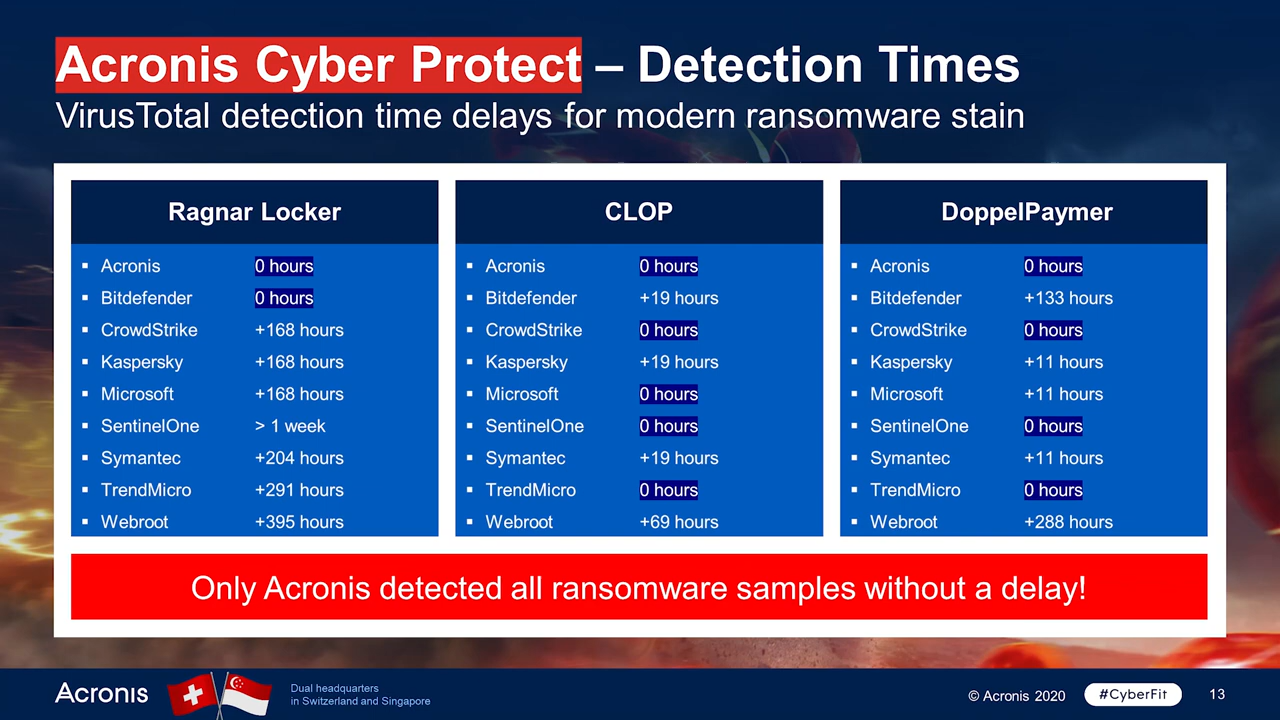 Acronis Cyber Protect – Detection Times
VirusTotal detection time delays for modern ransomware stain
Ragnar Locker
▪ Acronis 0 hours
▪ Bitdefender 0 hours
▪ CrowdStrike +168 hours
▪ Kaspersky +168 hours
▪ Microsoft +168 hours
▪ SentinelOne > 1 week
▪ Symantec +204 hours
▪ TrendMicro +291 hours
▪ Webroot +395 hours
CLOP
▪ Acronis 0 hours
▪ Bitdefender +19 hours
▪ CrowdStrike 0 hours
▪ Kaspersky +19 hours
▪ Microsoft 0 hours
▪ SentinelOne 0 hours
▪ Symantec +19 hours
▪ TrendMicro 0 hours
▪ Webroot +69 hours
DoppelPaymer
▪ Acronis 0 hours
▪ Bitdefender +133 hours
▪ CrowdStrike 0 hours
▪ Kaspersky +11 hours
▪ Microsoft +11 hours
▪ SentinelOne 0 hours
▪ Symantec +11 hours
▪ TrendMicro 0 hours
▪ Webroot +288 hours
Only Acronis detected all ransomware samples without a delay!
Acronis
Dual headquarters
in Switzerland and Singapore
© Acronis 2020
#CyberFit
13